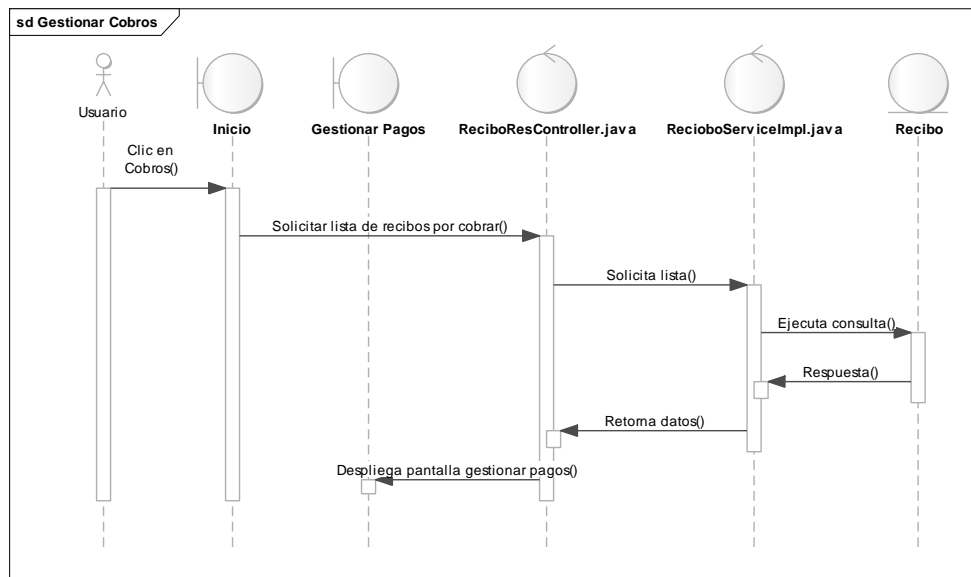 sd Gestionar Cobros
Usuario
Inicio
Gestionar Pagos
ReciboResController.java
RecioboServiceImpl.java
Recibo
Clic en
Cobros()
Solicitar lista de recibos por cobrar()
Solicita lista()
Ejecuta consulta()
Respuesta()
Retorna datos()
Despliega pantalla gestionar pagos()